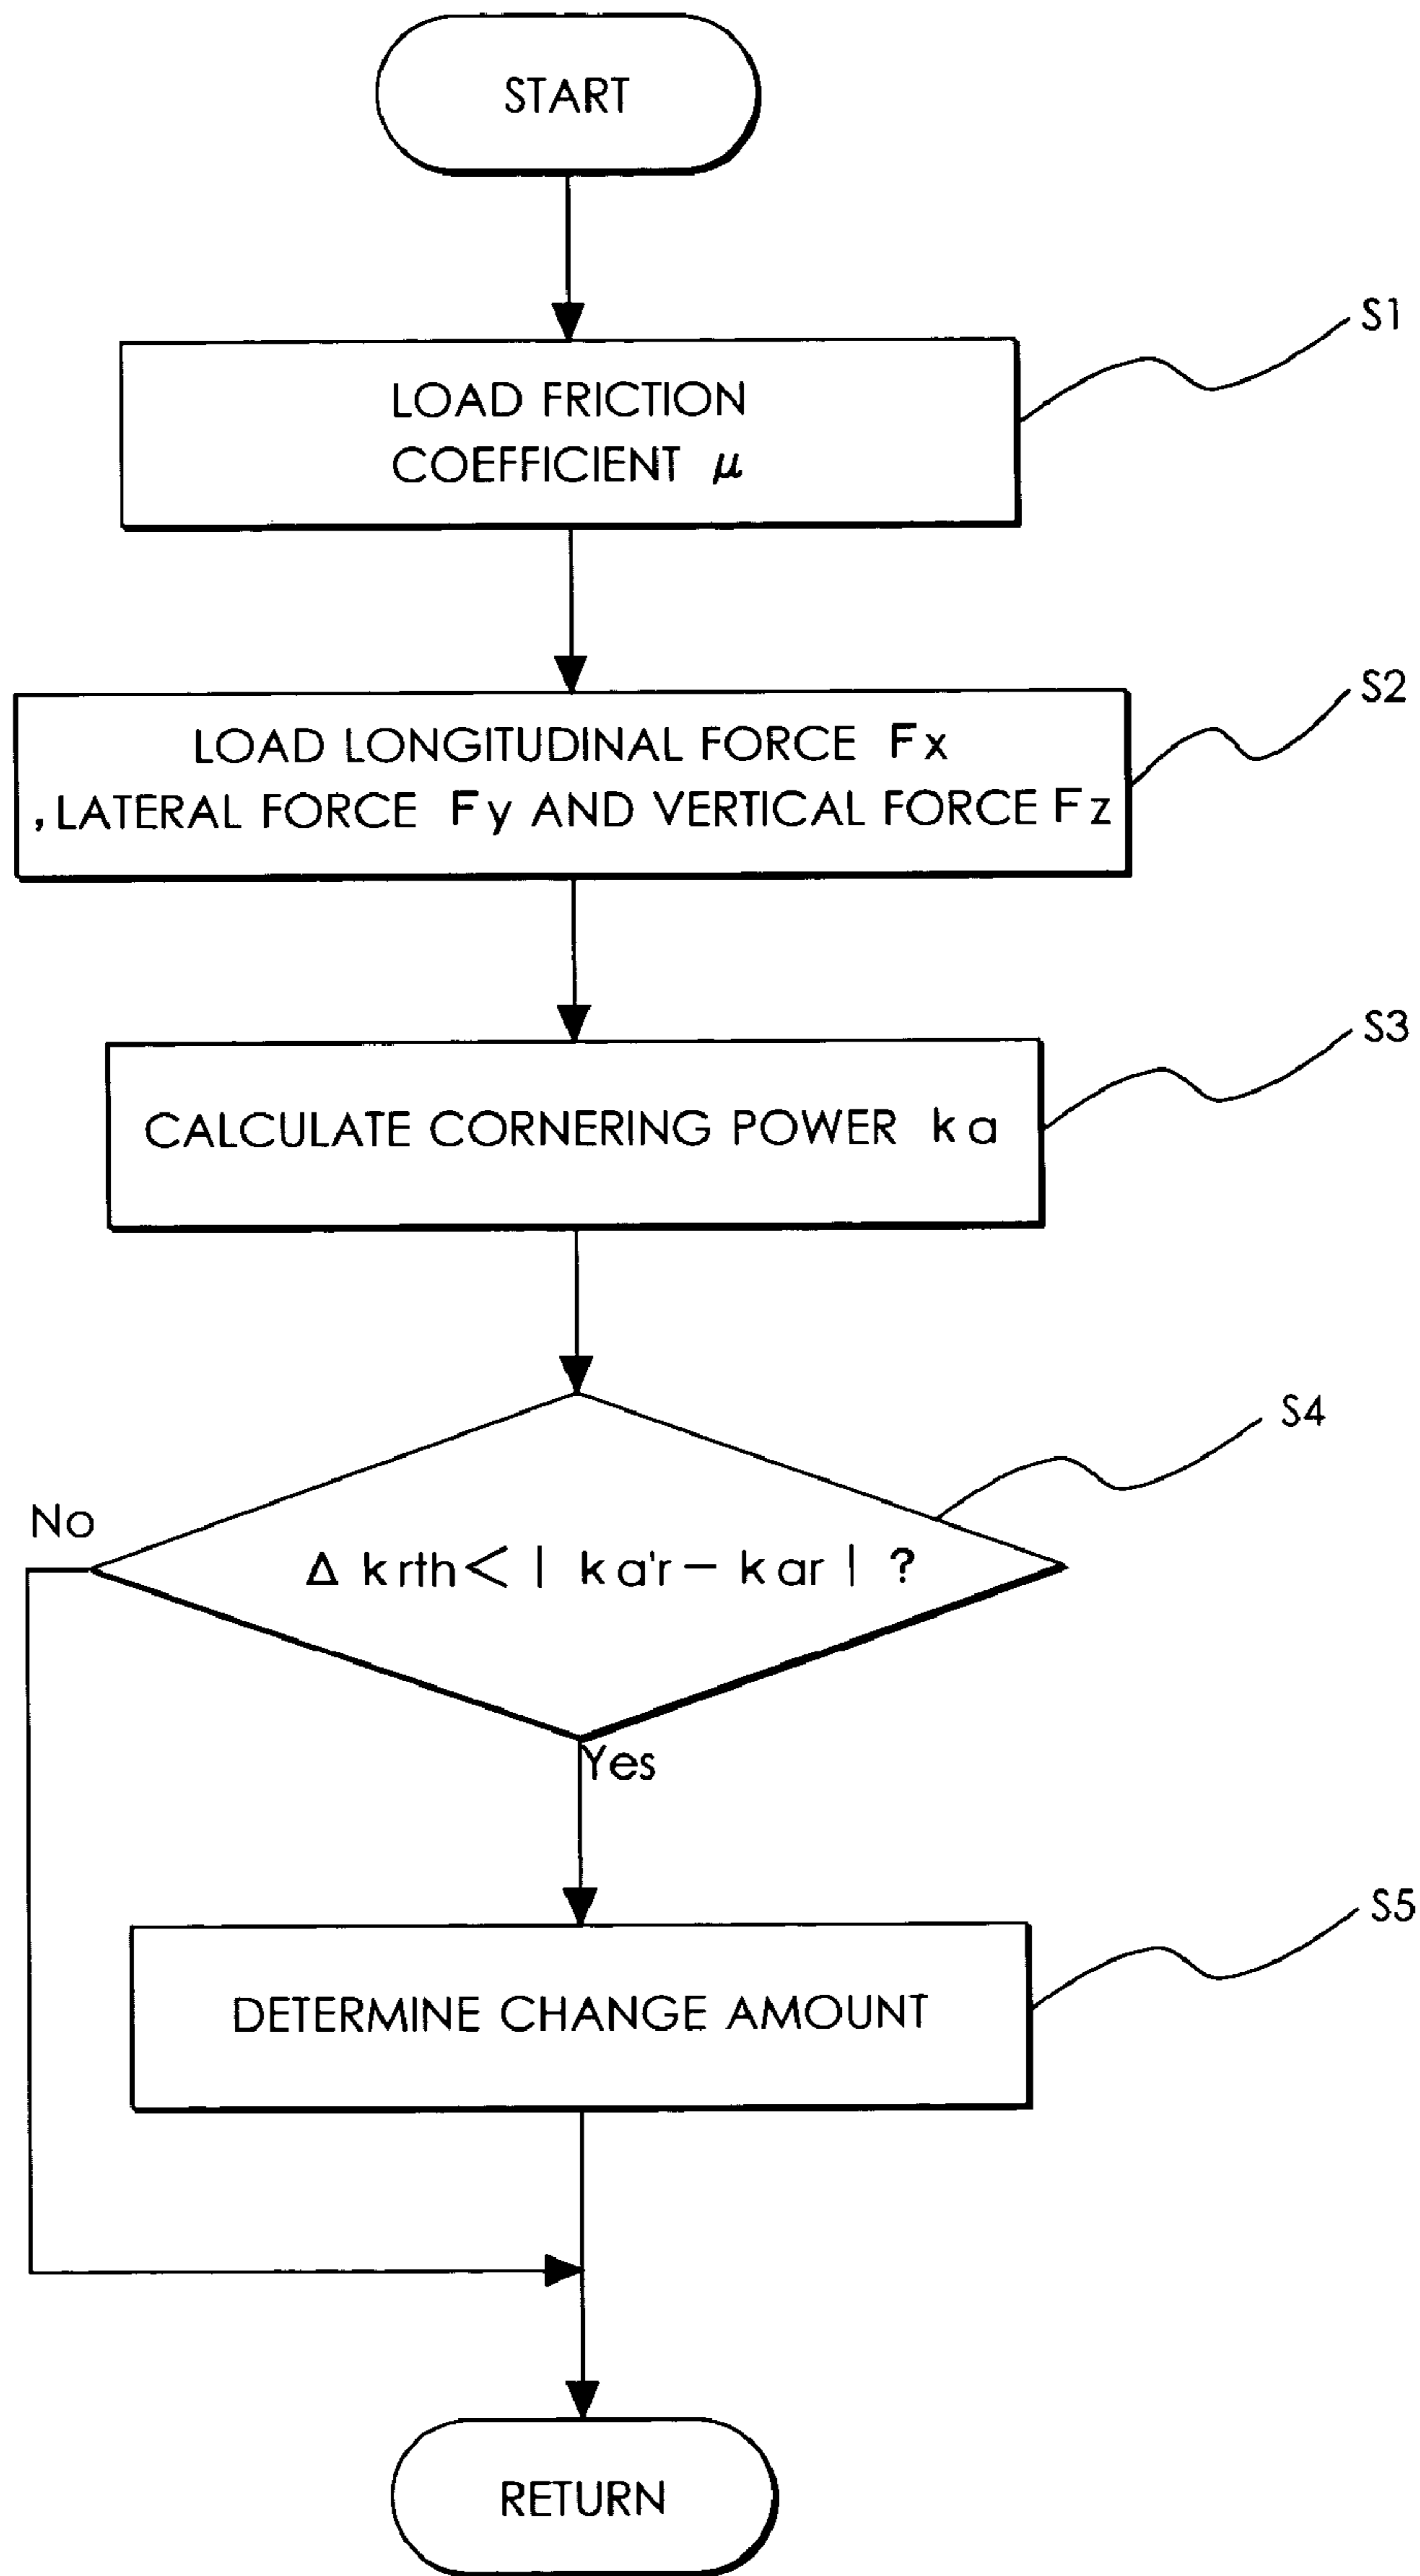 START
S1
LOAD FRICTION
COEFFICIENT μ
S2
LOAD LONGITUDINAL FORCE Fx
, LATERAL FORCE Fy AND VERTICAL FORCE Fz
S3
CALCULATE CORNERING POWER ka
S4
No
Δ krth < | ka'r − kar | ?
Yes
S5
DETERMINE CHANGE AMOUNT
RETURN